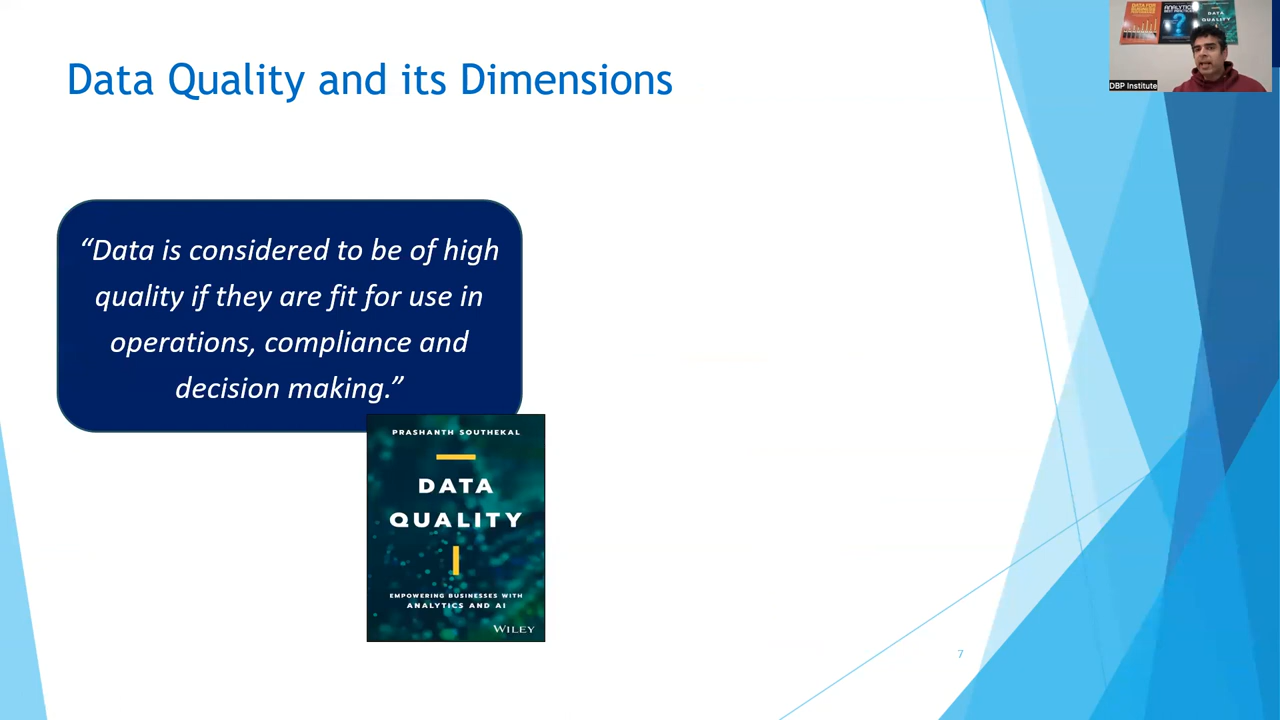 Data Quality and its Dimensions
“Data is considered to be of high
quality if they are fit for use in
operations, compliance and
decision making.”
PRASHANTH SOUTHEKAL
DATA
QUALITY
EMPOWERING BUSINESSES WITH
ANALYTICS AND AI
WILEY
7
DATA
QUALITY
DBP Institute